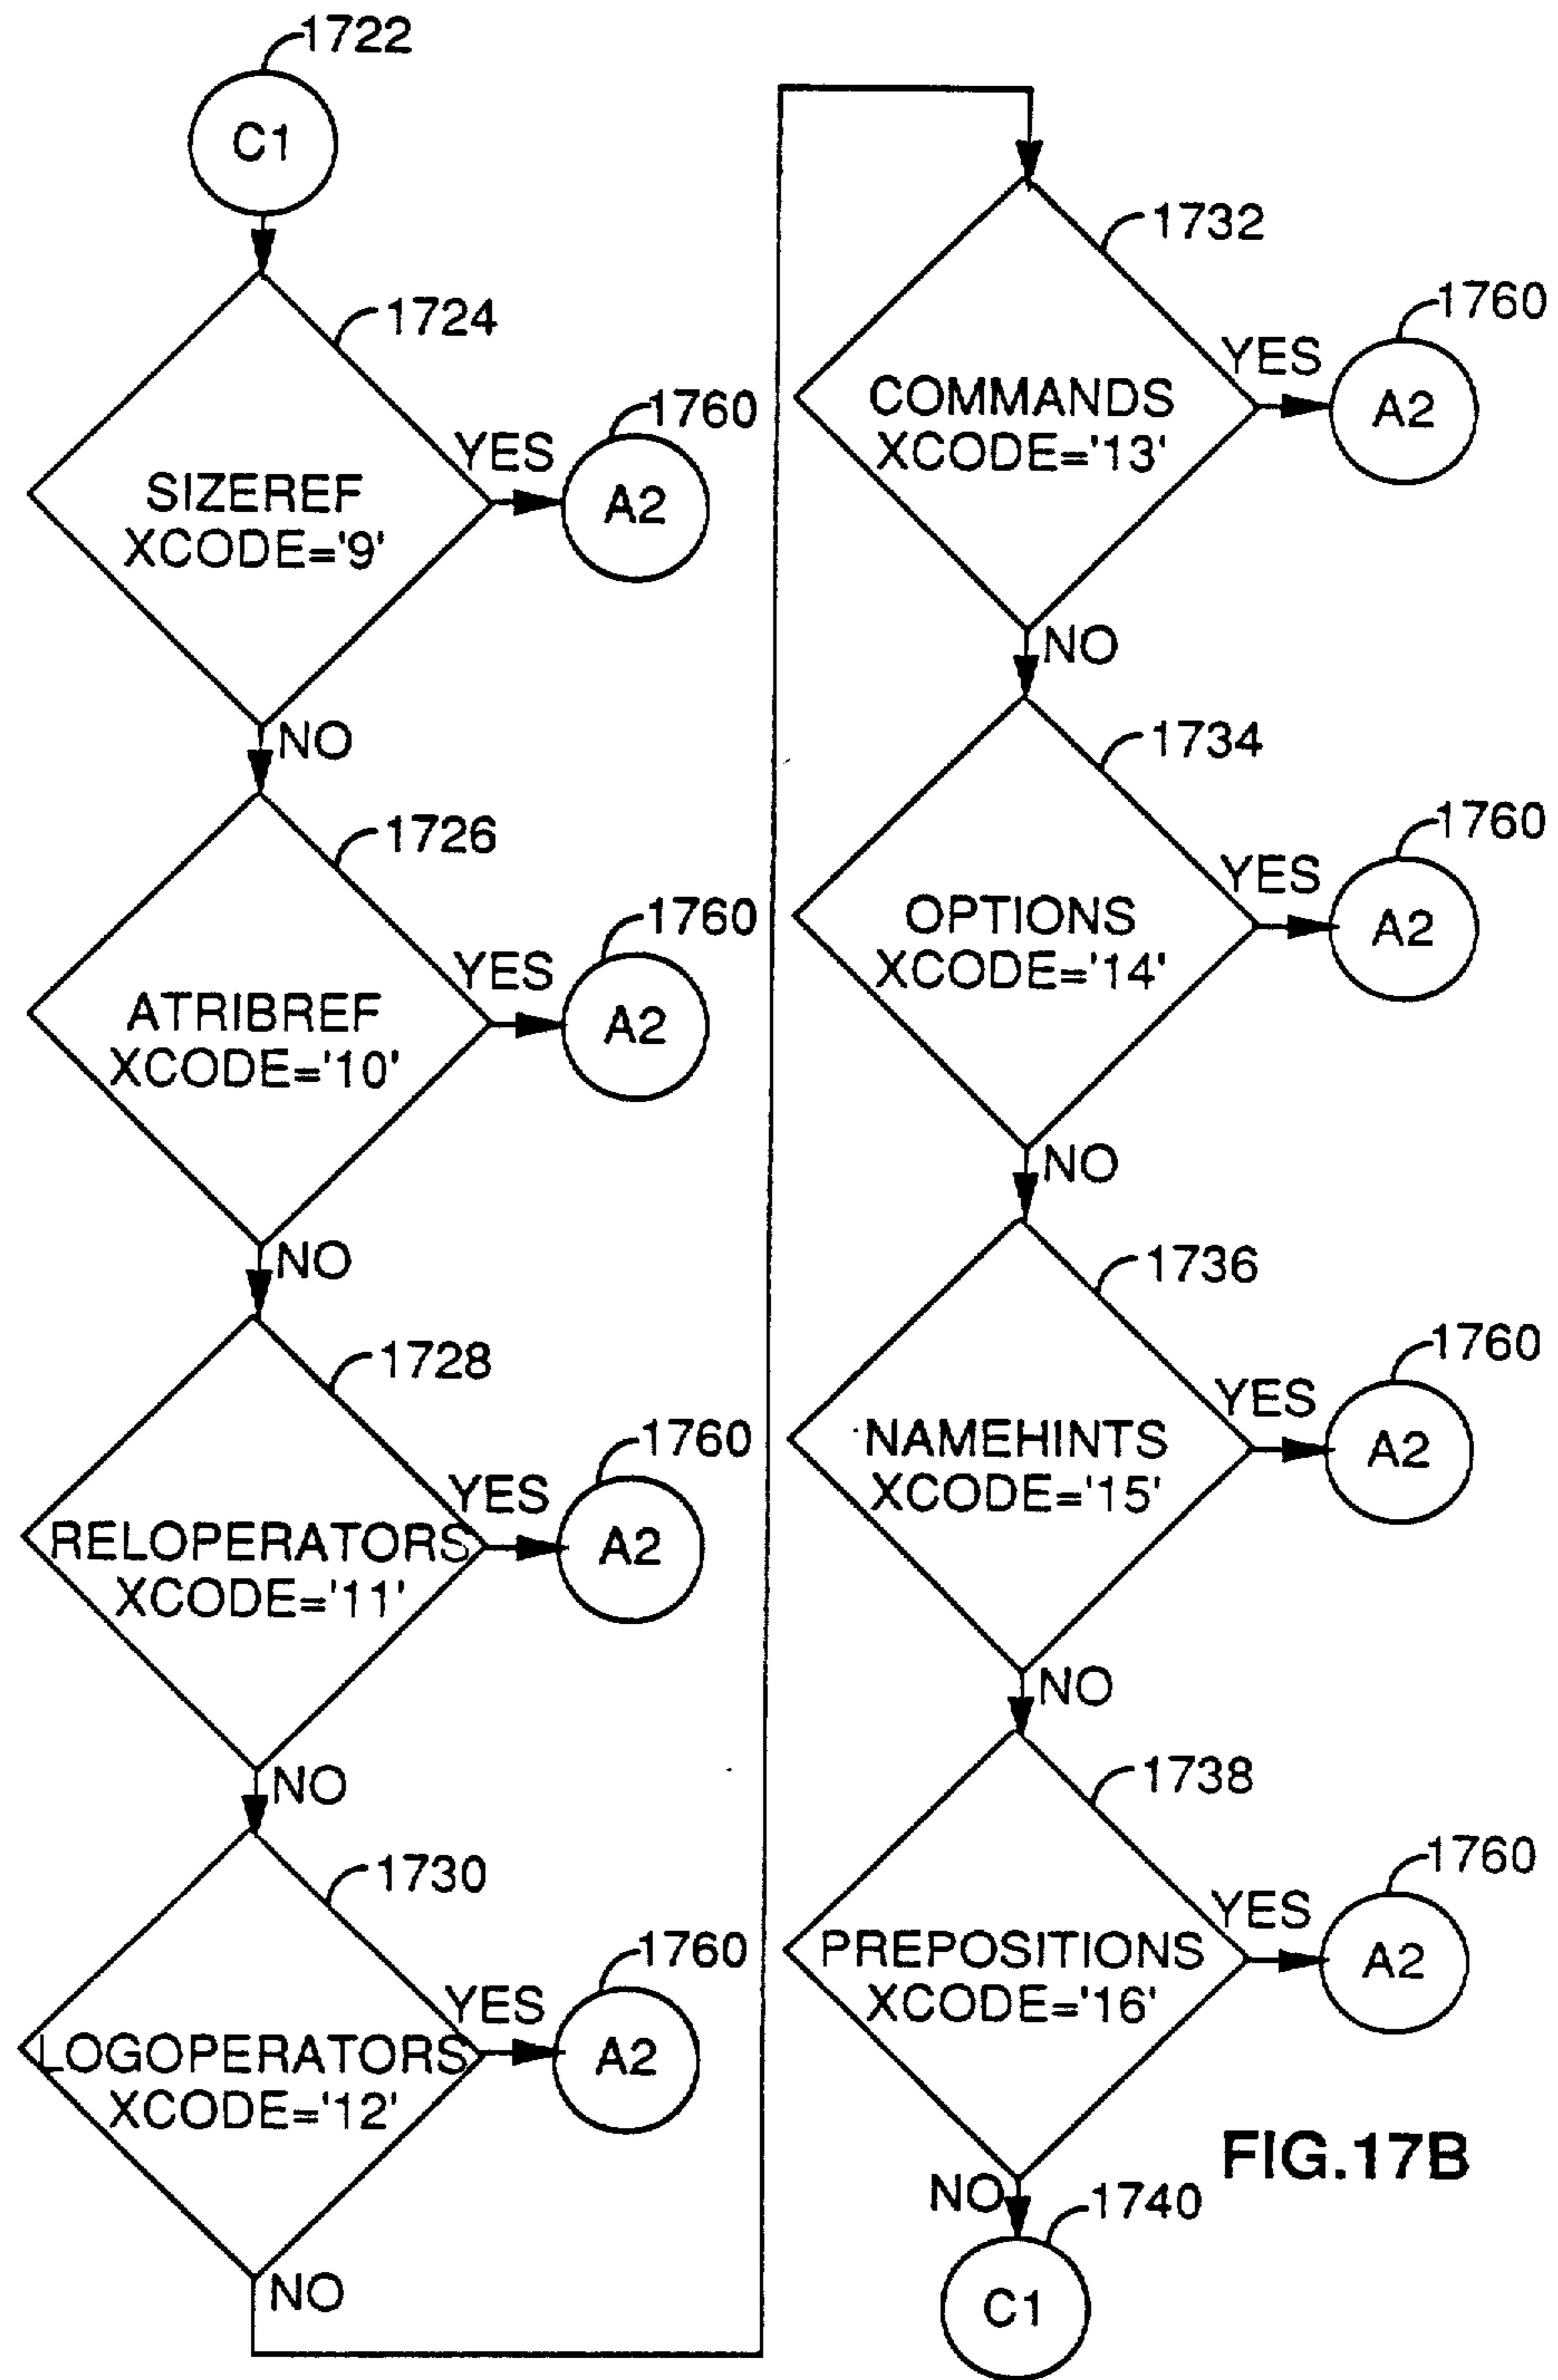 1722
C1
1724
SIZEREF
XCODE='9'
YES
1760
A2
NO
1726
ATRIBREF
XCODE='10'
YES
1760
A2
NO
1728
RELOPERATORS
XCODE='11'
YES
1760
A2
NO
1730
LOGOPERATORS
XCODE='12'
YES
1760
A2
NO
1732
COMMANDS
XCODE='13'
YES
1760
A2
NO
1734
OPTIONS
XCODE='14'
YES
1760
A2
NO
1736
NAMEHINTS
XCODE='15'
YES
1760
A2
NO
1738
PREPOSITIONS
XCODE='16'
YES
1760
A2
NO
1740
C1
FIG.17B